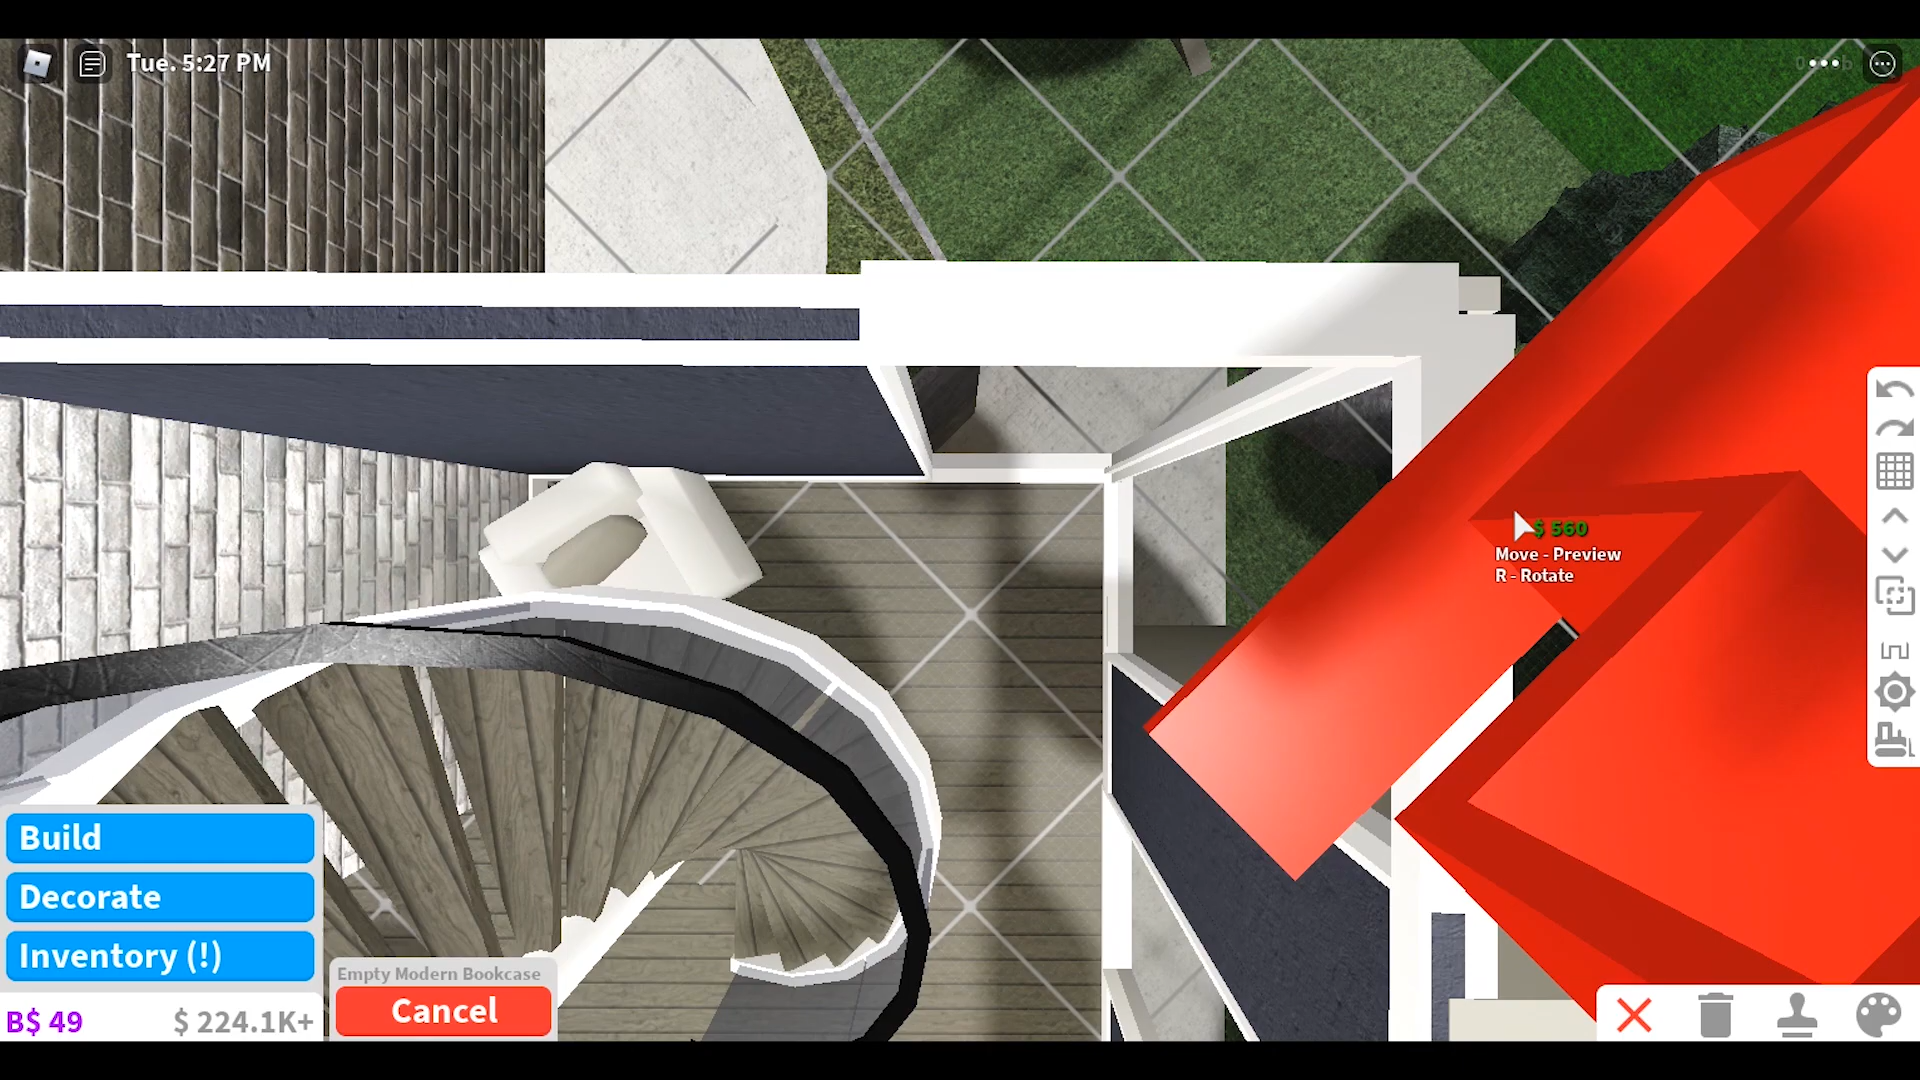 Tue. 5:27 PM
$ 560
Move - Preview
R - Rotate
Build
Decorate
Inventory (!)
B$ 49
$ 224.1K+
Empty Modern Bookcase
Cancel